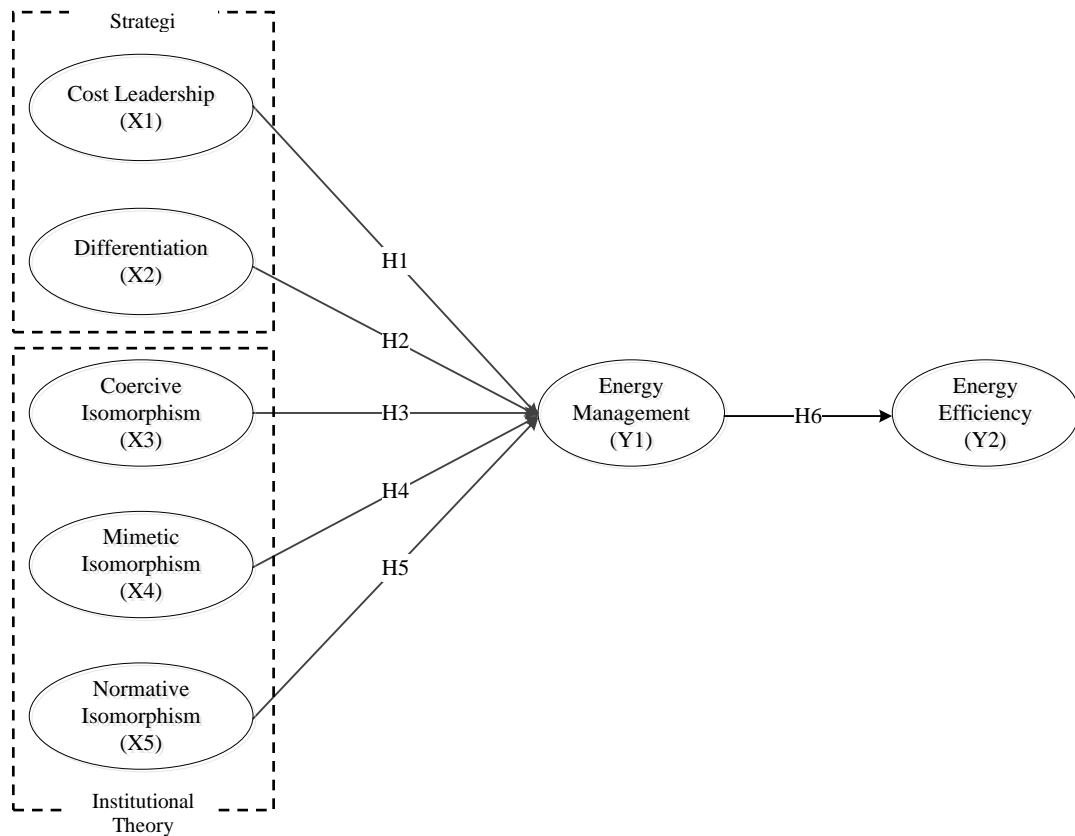 Strategi
Cost Leadership
(X1)
Differentiation
(X2)
Coercive
Isomorphism
(X3)
Mimetic
Isomorphism
(X4)
Normative
Isomorphism
(X5)
Institutional
Theory
H1
H2
H3
H4
H5
Energy
Management
(Y1)
H6
Energy
Efficiency
(Y2)